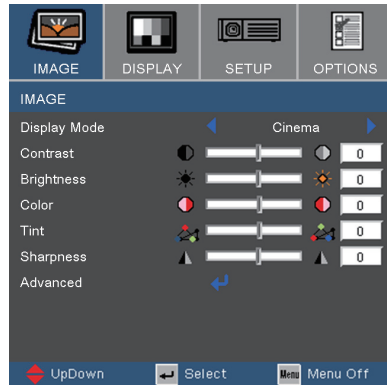 IMAGE DISPLAY SETUP OPTIONS
IMAGE
Display Mode Cinema
Contrast 0
Brightness 0
Color 0
Tint 0
Sharpness 0
Advanced
UpDown Select Menu Menu Off